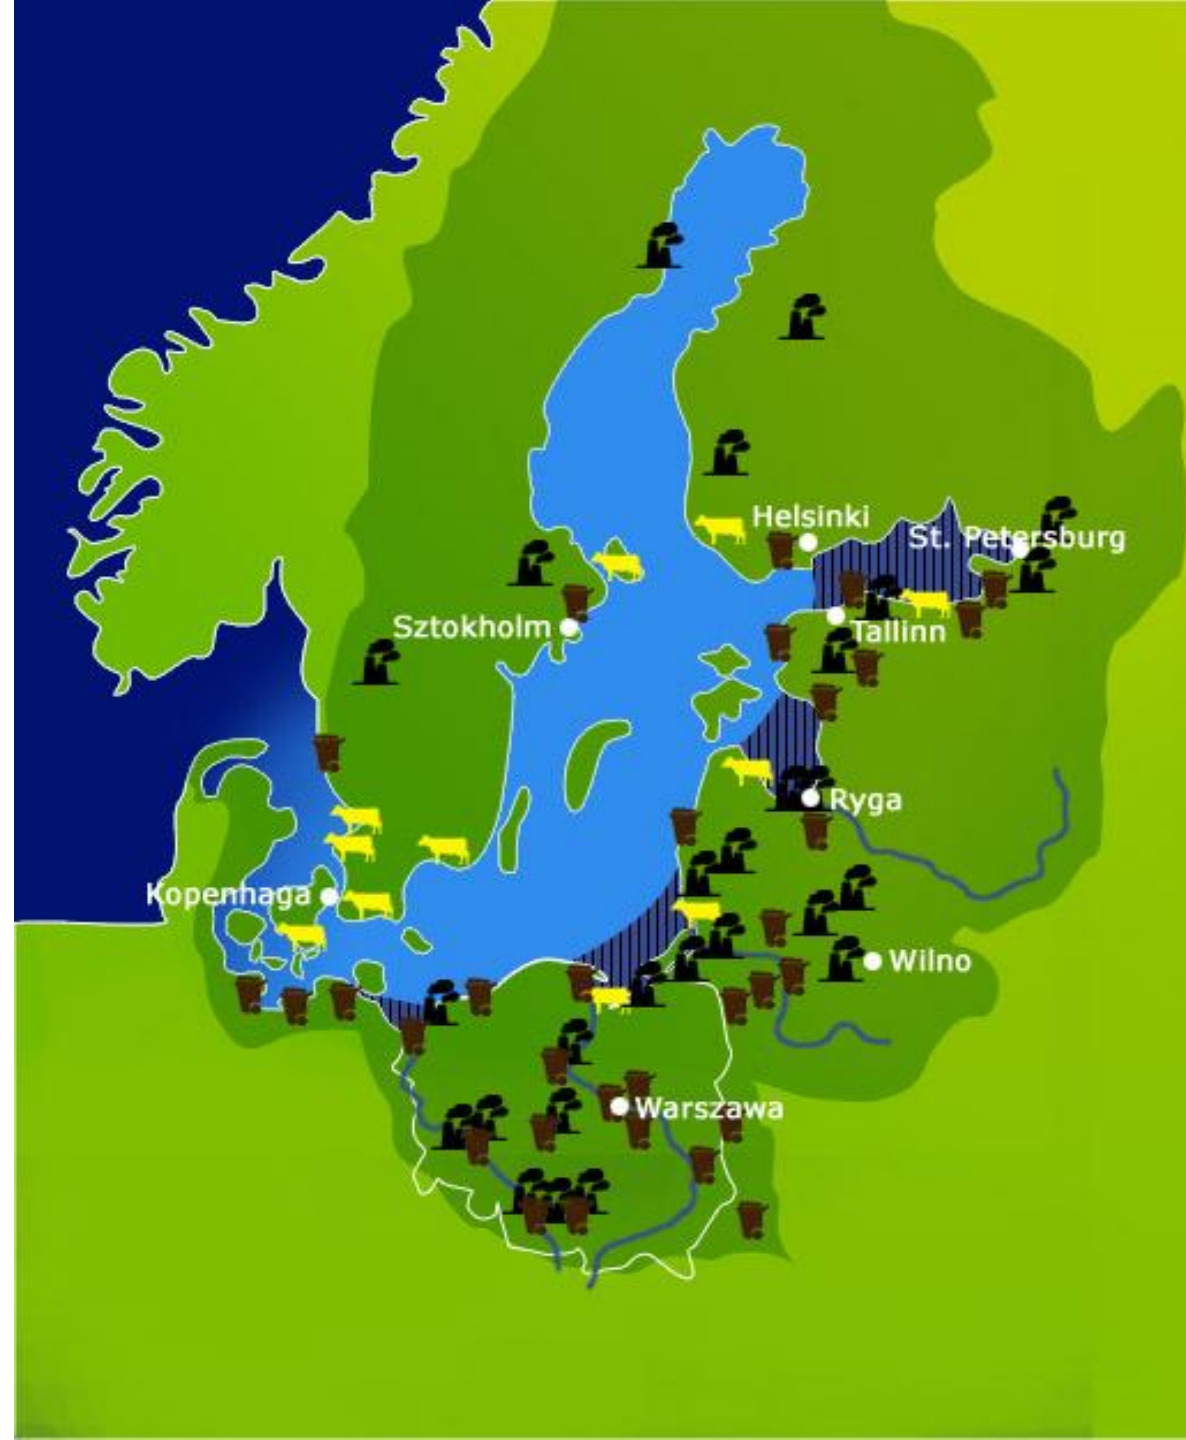 Helsinki
St. Petersburg
Sztokholm
Tallinn
Ryga
Kopenhaga
Wilno
Warszawa